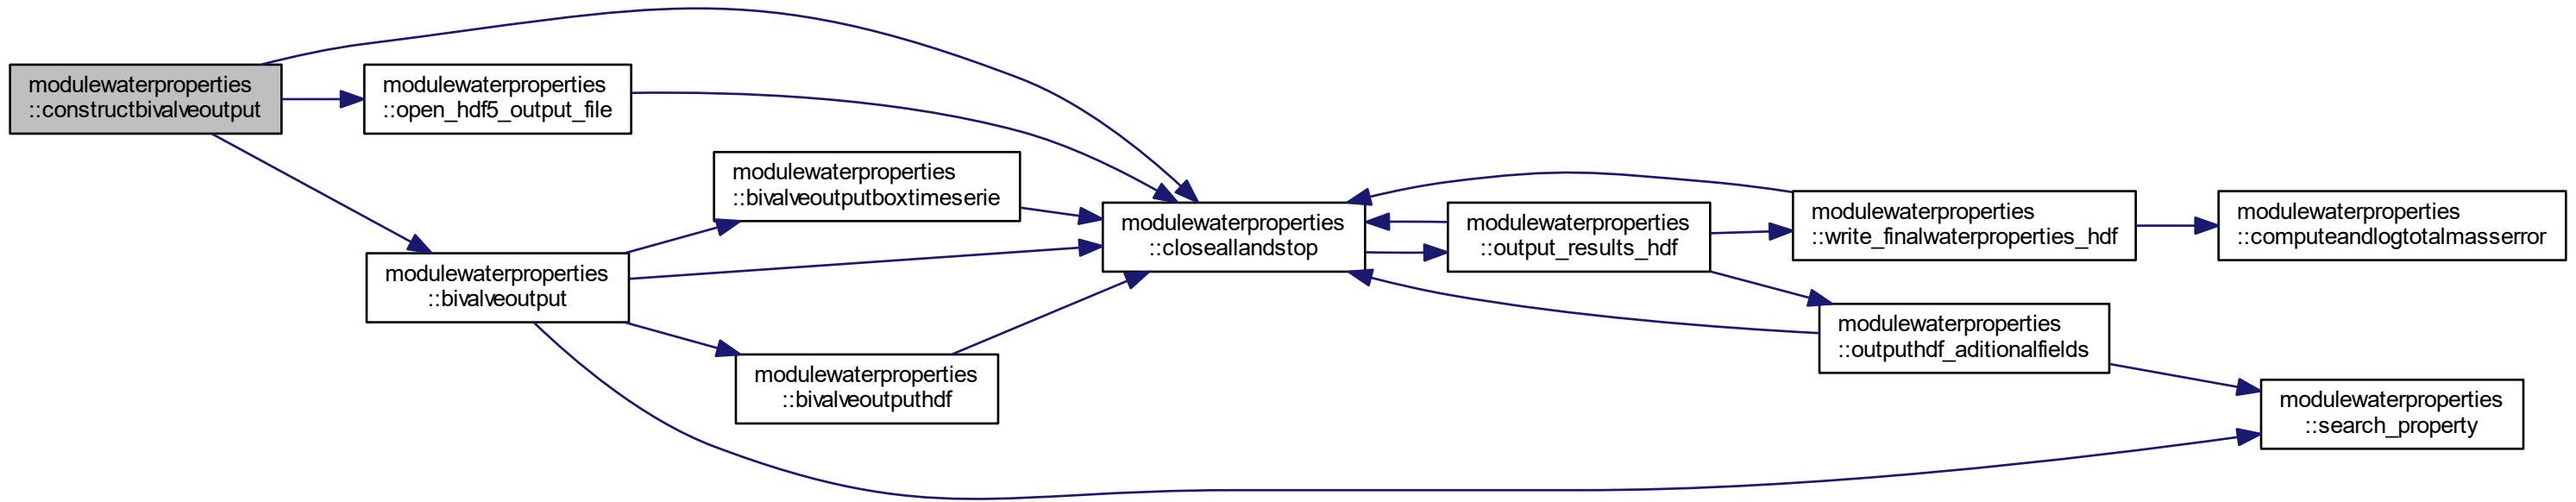 modulewaterproperties
::constructbivalveoutput
modulewaterproperties
::open_hdf5_output_file
modulewaterproperties
::bivalveoutput
modulewaterproperties
::bivalveoutputboxtimeserie
modulewaterproperties
::bivalveoutputhdf
modulewaterproperties
::closeallandstop
modulewaterproperties
::output_results_hdf
modulewaterproperties
::write_finalwaterproperties_hdf
modulewaterproperties
::outputhdf_aditionalfields
modulewaterproperties
::computeandlogtotalmasserror
modulewaterproperties
::search_property